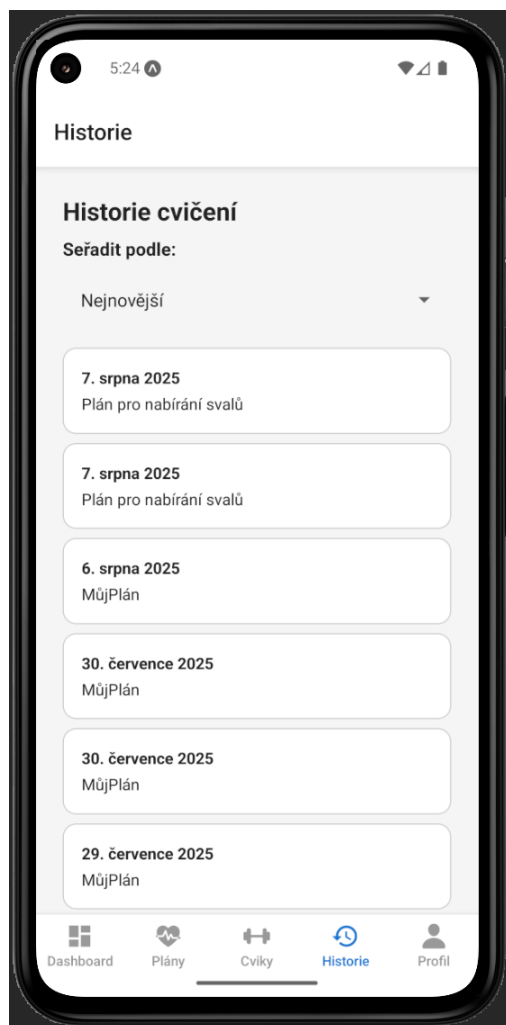 5:24
Historie
Historie cvičení
Seřadit podle:
Nejnovější
7. srpna 2025
Plán pro nabírání svalů
7. srpna 2025
Plán pro nabírání svalů
6. srpna 2025
MůjPlán
30. července 2025
MůjPlán
30. července 2025
MůjPlán
29. července 2025
MůjPlán
Dashboard Plány Cviky Historie Profil